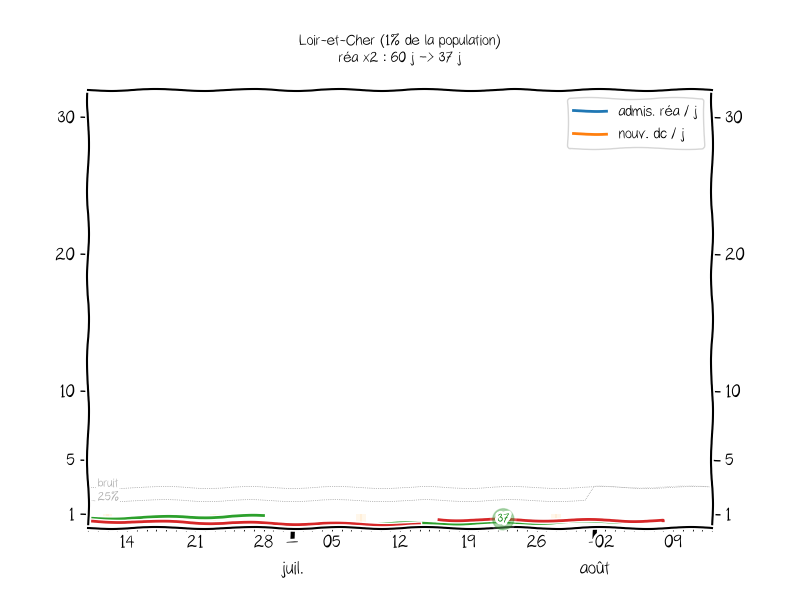 Loir-et-Cher (1% de la population)
réa x2 : 60 j -> 37 j
admis. réa / j
nouv. dc / j
30
30
20
20
10
10
5
5
bruit
25%
1
37
1
14 21 28 05 12 19 26 02 09
juil. août